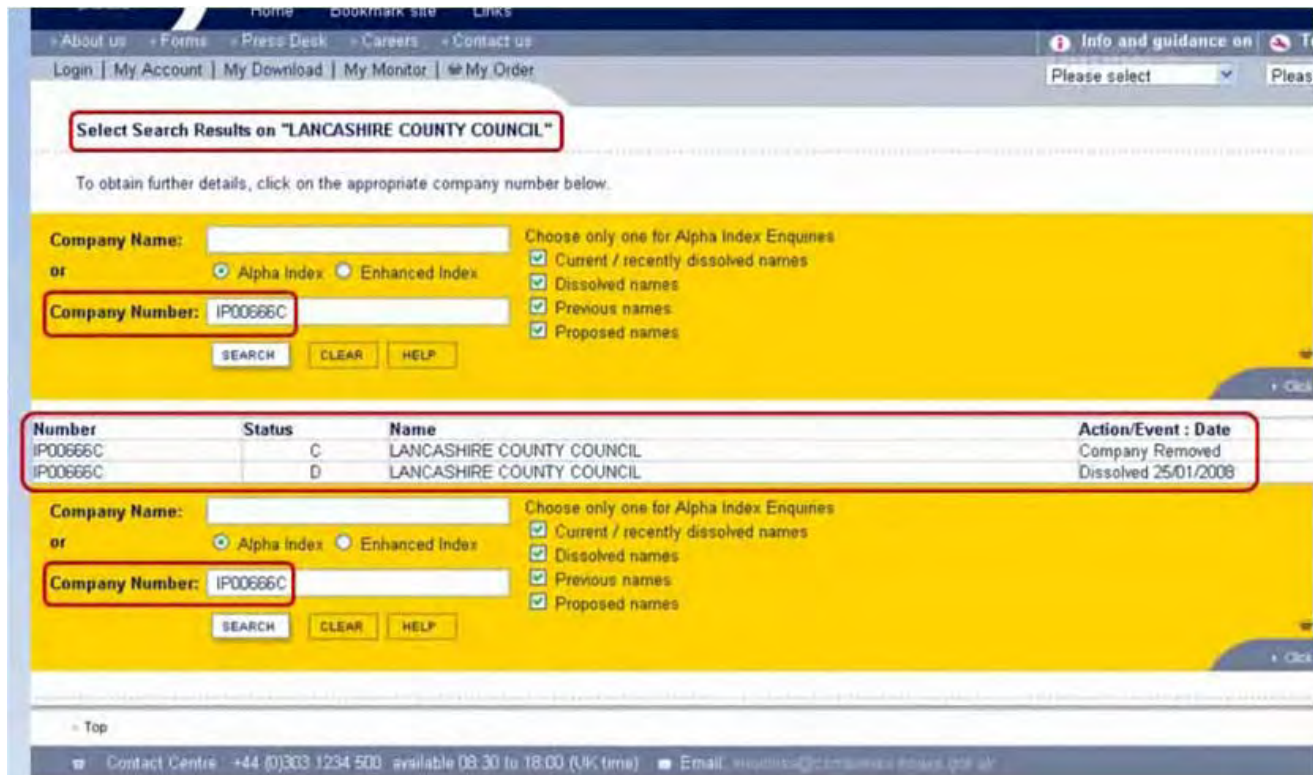 Home Bookmark site Links
About us Forms Press Desk Careers Contact us Info and guidance on
Login | My Account | My Download | My Monitor | My Order Please select
Select Search Results on "LANCASHIRE COUNTY COUNCIL"
To obtain further details, click on the appropriate company number below.
Company Name: Choose only one for Alpha Index Enquiries
or Alpha Index Enhanced Index Current / recently dissolved names
Dissolved names
Company Number: IP00666C Previous names
Proposed names
SEARCH CLEAR HELP
Number Status Name Action/Event : Date
IP00666C C LANCASHIRE COUNTY COUNCIL Company Removed
IP00666C D LANCASHIRE COUNTY COUNCIL Dissolved 25/01/2008
Company Name: Choose only one for Alpha Index Enquiries
or Alpha Index Enhanced Index Current / recently dissolved names
Dissolved names
Company Number: IP00666C Previous names
Proposed names
SEARCH CLEAR HELP
Click
Top
Contact Centre +44 (0)303 1234 500 available 08:30 to 18:00 (UK time) Email: